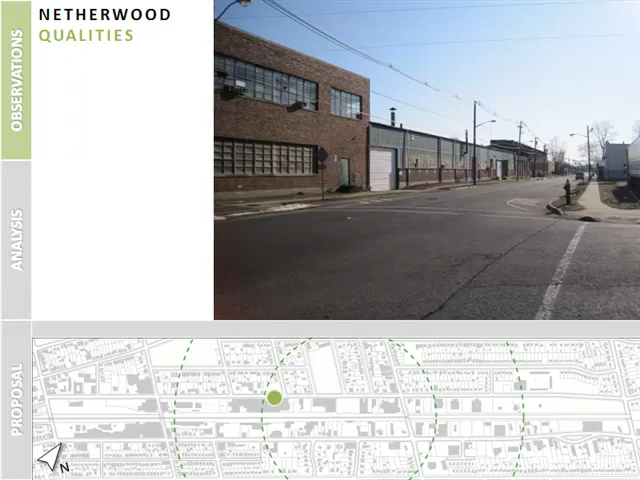 NETHERWOOD
QUALITIES
OBSERVATIONS
ANALYSIS
PROPOSAL
N